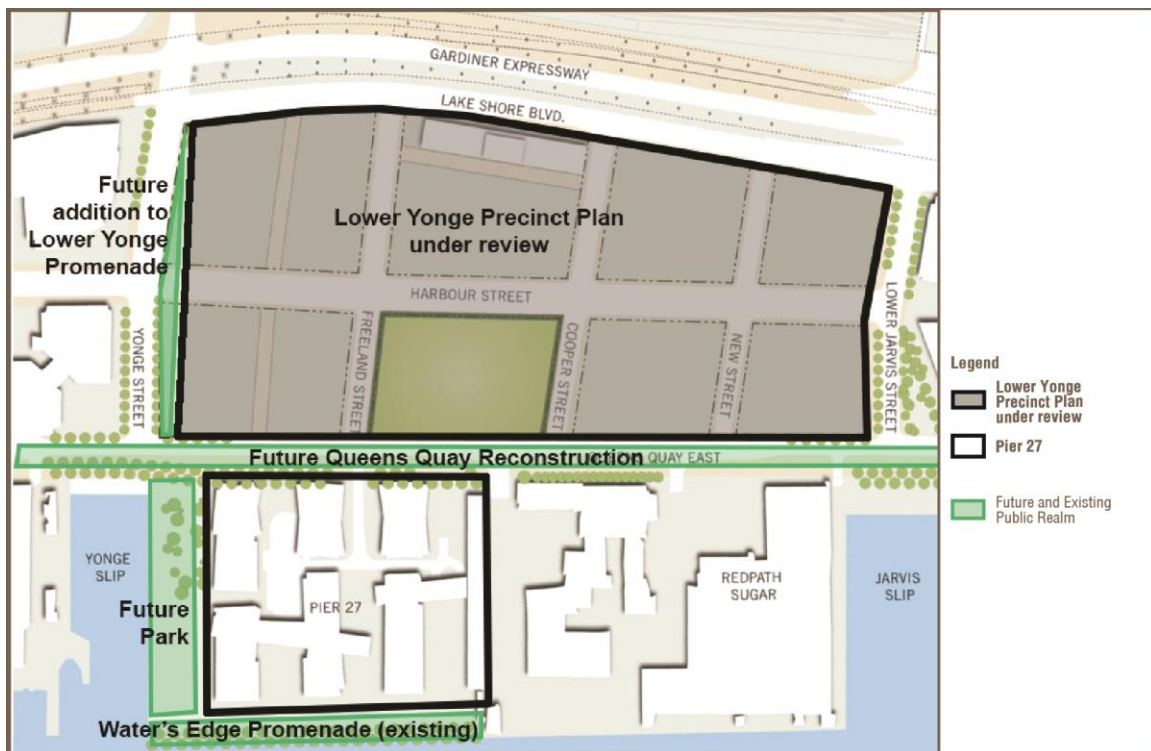 GARDINER EXPRESSWAY
LAKE SHORE BLVD.
Future
addition to
Lower Yonge
Promenade
Lower Yonge Precinct Plan
under review
HARBOUR STREET
YONGE STREET
FREELAND STREET
COOPER STREET
NEW STREET
LOWER JARVIS STREET
Future Queens Quay Reconstruction
QUAY EAST
YONGE
SLIP
Future
Park
PIER 27
REDPATH
SUGAR
JARVIS
SLIP
Water's Edge Promenade (existing)
Legend
Lower Yonge
Precinct Plan
under review
Pier 27
Future and Existing
Public Realm